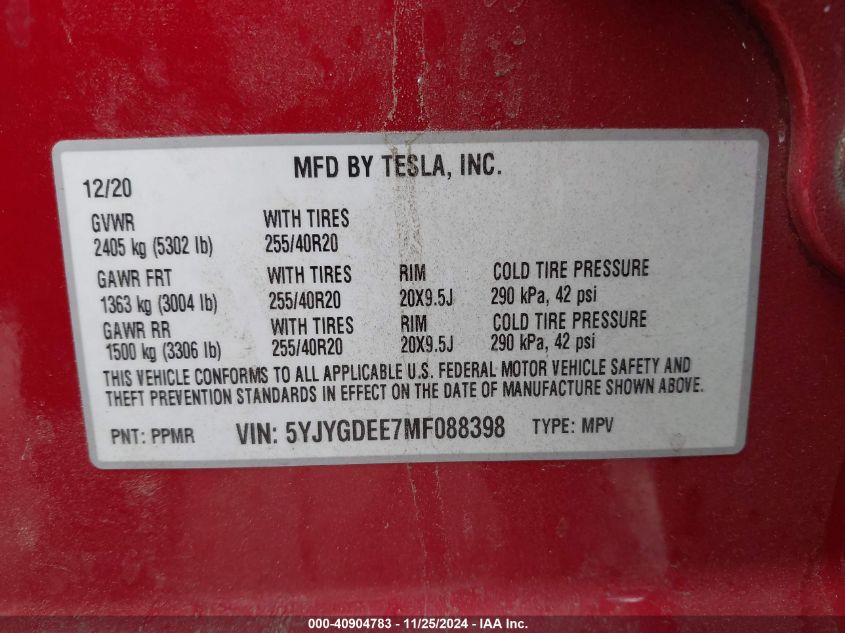 MFD BY TESLA, INC.
12/20
GVWR WITH TIRES
2405 kg (5302 lb) 255/40R20
GAWR FRT WITH TIRES RIM COLD TIRE PRESSURE
1363 kg (3004 lb) 255/40R20 20X9.5J 290 kPa, 42 psi
GAWR RR WITH TIRES RIM COLD TIRE PRESSURE
1500 kg (3306 lb) 255/40R20 20X9.5J 290 kPa, 42 psi
THIS VEHICLE CONFORMS TO ALL APPLICABLE U.S. FEDERAL MOTOR VEHICLE SAFETY AND
THEFT PREVENTION STANDARDS IN EFFECT ON THE DATE OF MANUFACTURE SHOWN ABOVE.
PNT: PPMR VIN: 5YJYGDEE7MF088398 TYPE: MPV
000-40904783 - 11/25/2024 - IAA Inc.